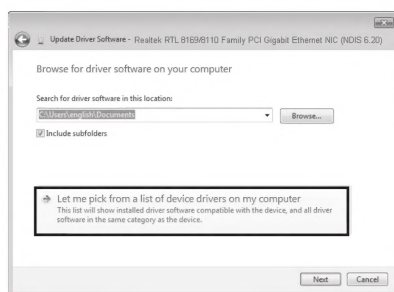 Update Driver Software - Realtek RTL 8169/8110 Family PCI Gigabit Ethernet NIC (NDIS 6.20)
Browse for driver software on your computer
Search for driver software in this location:
C:\Users\english\Documents
Browse...
Include subfolders
Let me pick from a list of device drivers on my computer
This list will show installed driver software compatible with the device, and all driver
software in the same category as the device.
Next Cancel